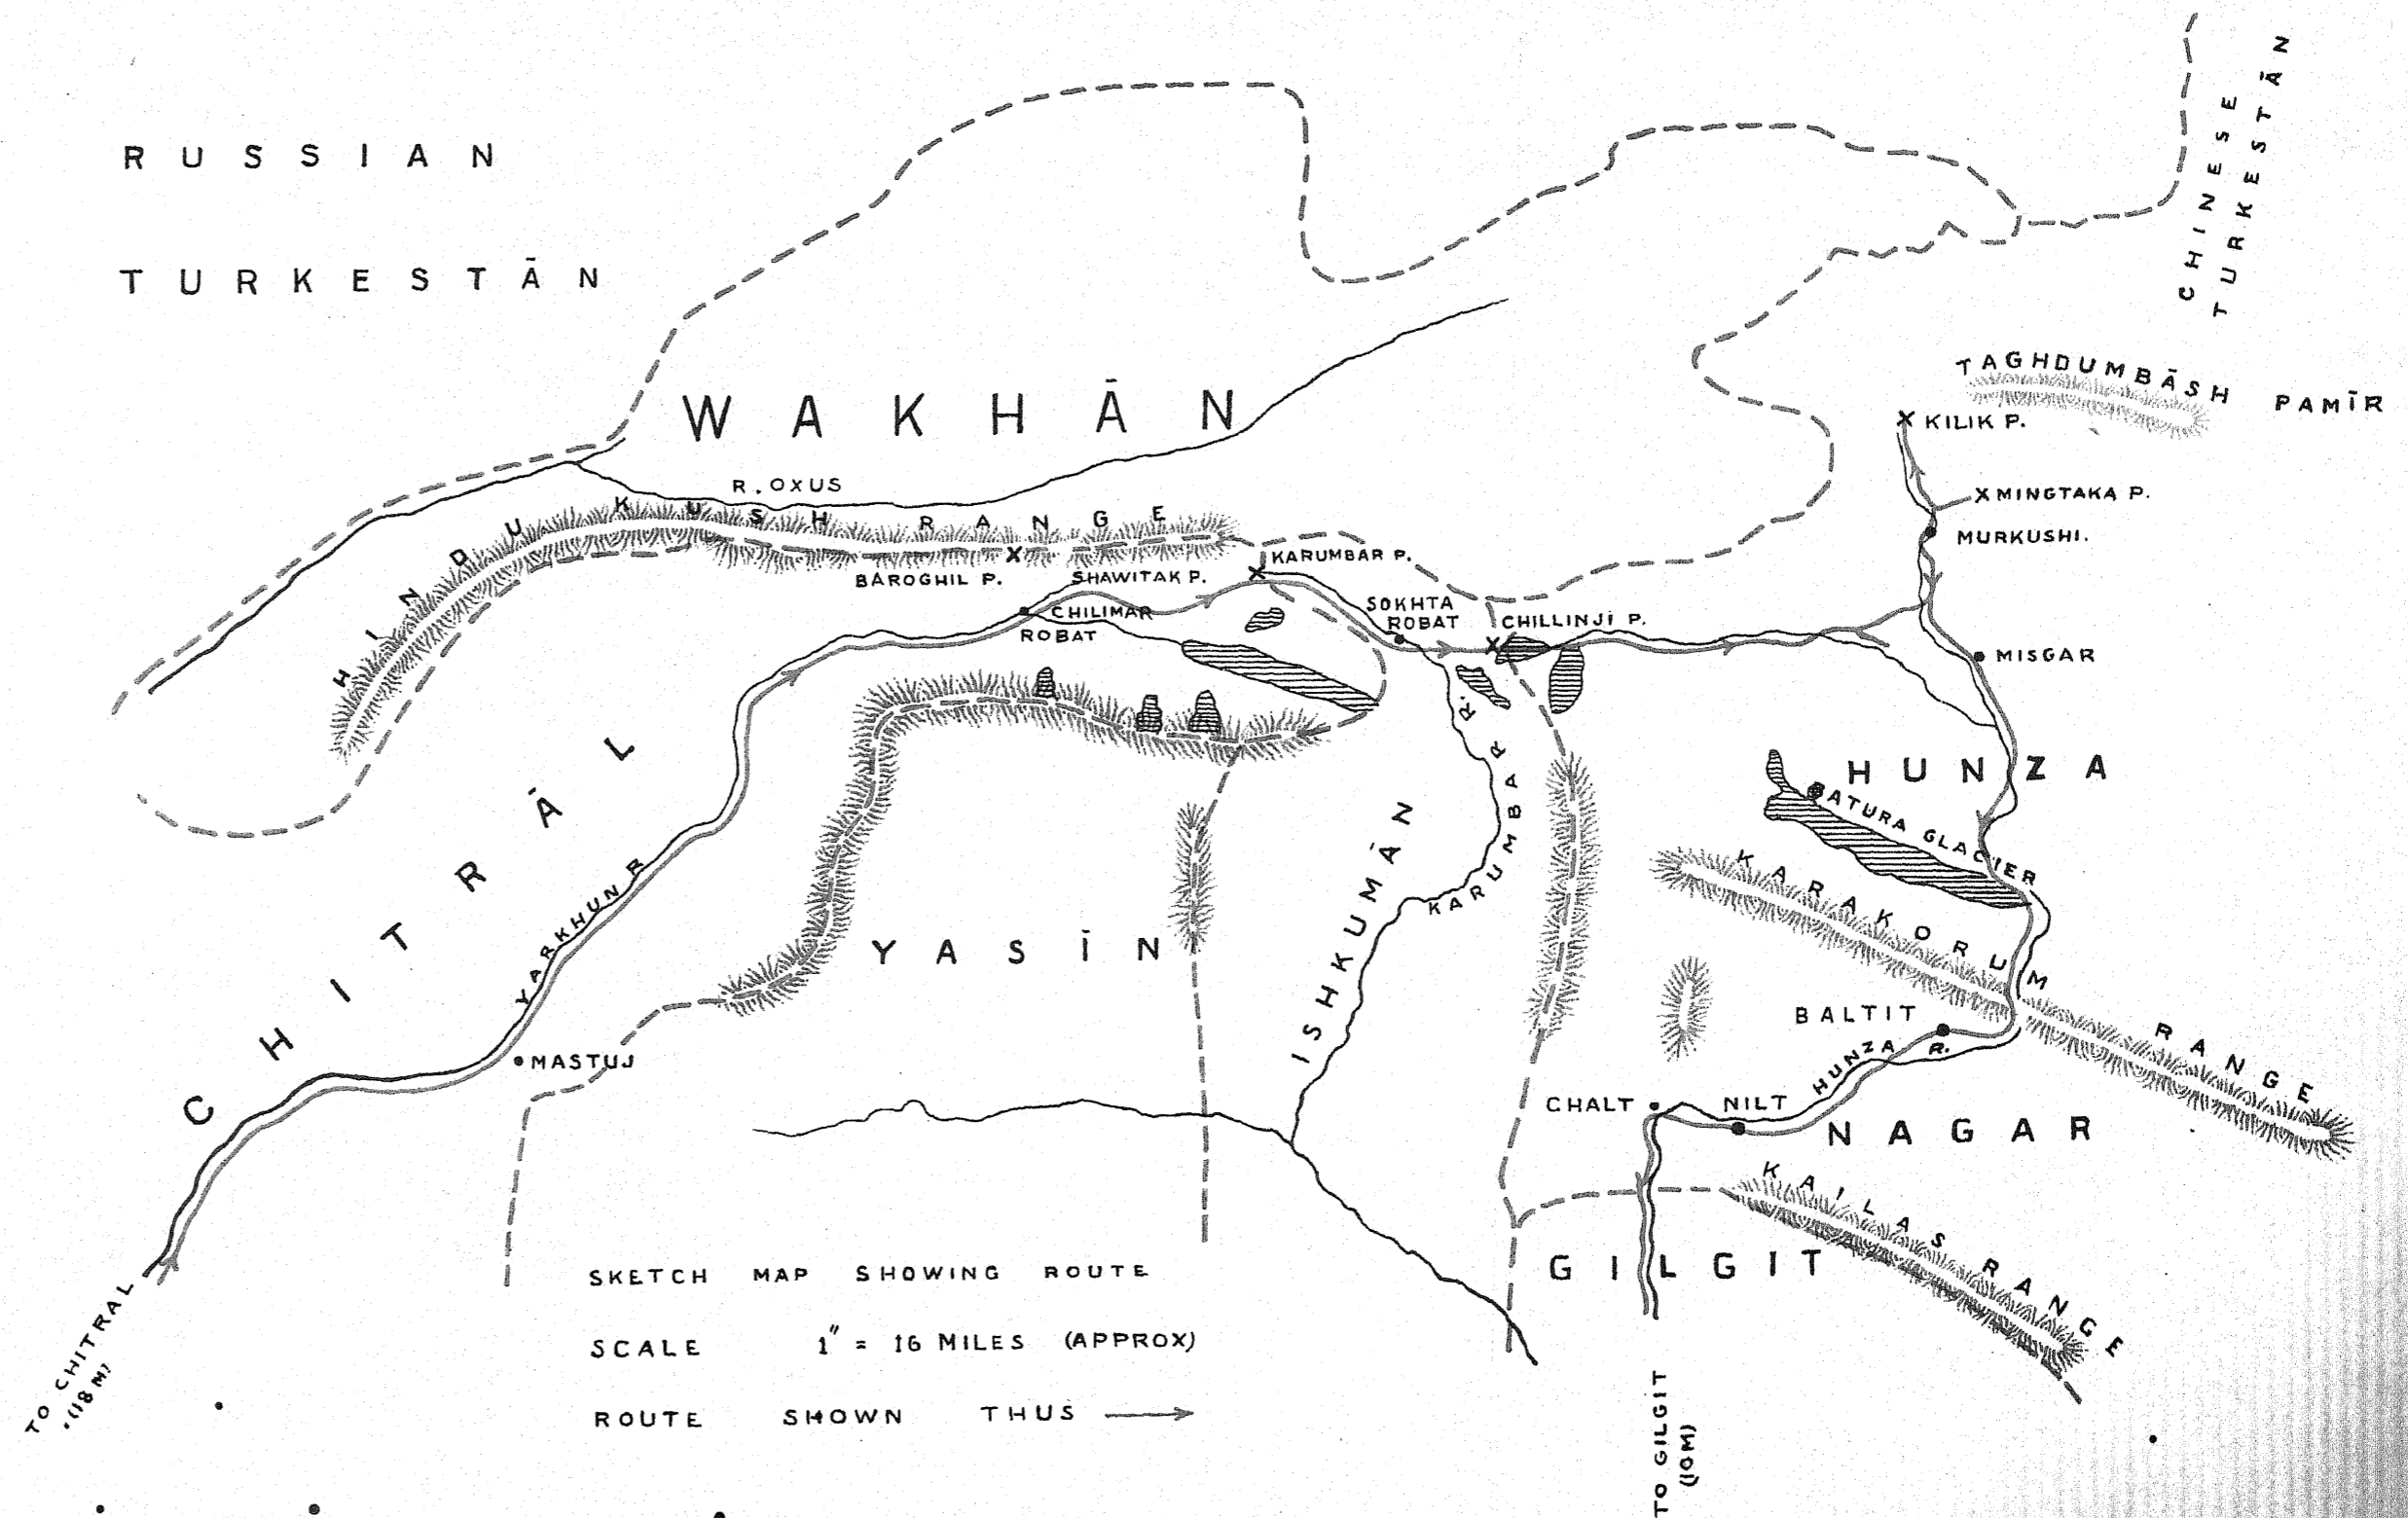 RUSSIAN
TURKESTĀN
CHINESE
TURKESTĀN
WAKHĀN
TAGHDUMBĀSH PAMĪR
X KILIK P.
X MINGTAKA P.
MURKUSHI.
R. OXUS
HINDU KUSH RANGE
X
BAROGHIL P.
SHAWITAK P.
X KARUMBAR P.
CHILIMAR
ROBAT
SOKHTA
ROBAT
X CHILLINJI P.
MISGAR
CHITRĀL
HUNZA
BATURA GLACIER
KARUMBAR R.
ISHKUMĀN
YARKHUN R
YASĪN
KARAKORUM RANGE
BALTIT
HUNZA R.
MASTUJ
CHALT
NILT
NAGAR
KAILAS RANGE
GILGIT
SKETCH MAP SHOWING ROUTE
SCALE 1" = 16 MILES (APPROX)
ROUTE SHOWN THUS
TO CHITRAL
(118 M)
TO GILGIT
(10 M)